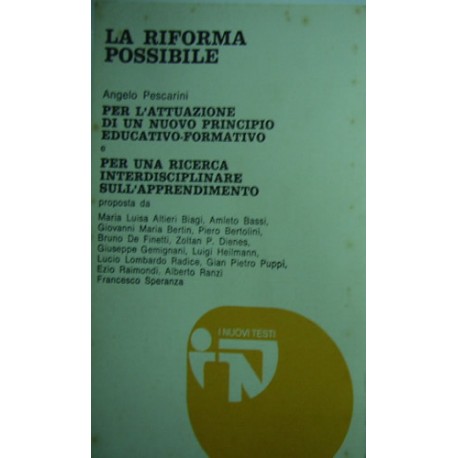 LA RIFORMA
POSSIBILE
Angelo Pescarini
PER L'ATTUAZIONE
DI UN NUOVO PRINCIPIO
EDUCATIVO-FORMATIVO
e
PER UNA RICERCA
INTERDISCIPLINARE
SULL'APPRENDIMENTO
proposta da
Maria Luisa Altieri Biagi, Amleto Bassi,
Giovanni Maria Bertin, Piero Bertolini,
Bruno De Finetti, Zoltan P. Dienes,
Giuseppe Gemignani, Luigi Heilmann,
Lucio Lombardo Radice, Gian Pietro Puppi,
Ezio Raimondi, Alberto Ranzi
Francesco Speranza
I NUOVI TESTI